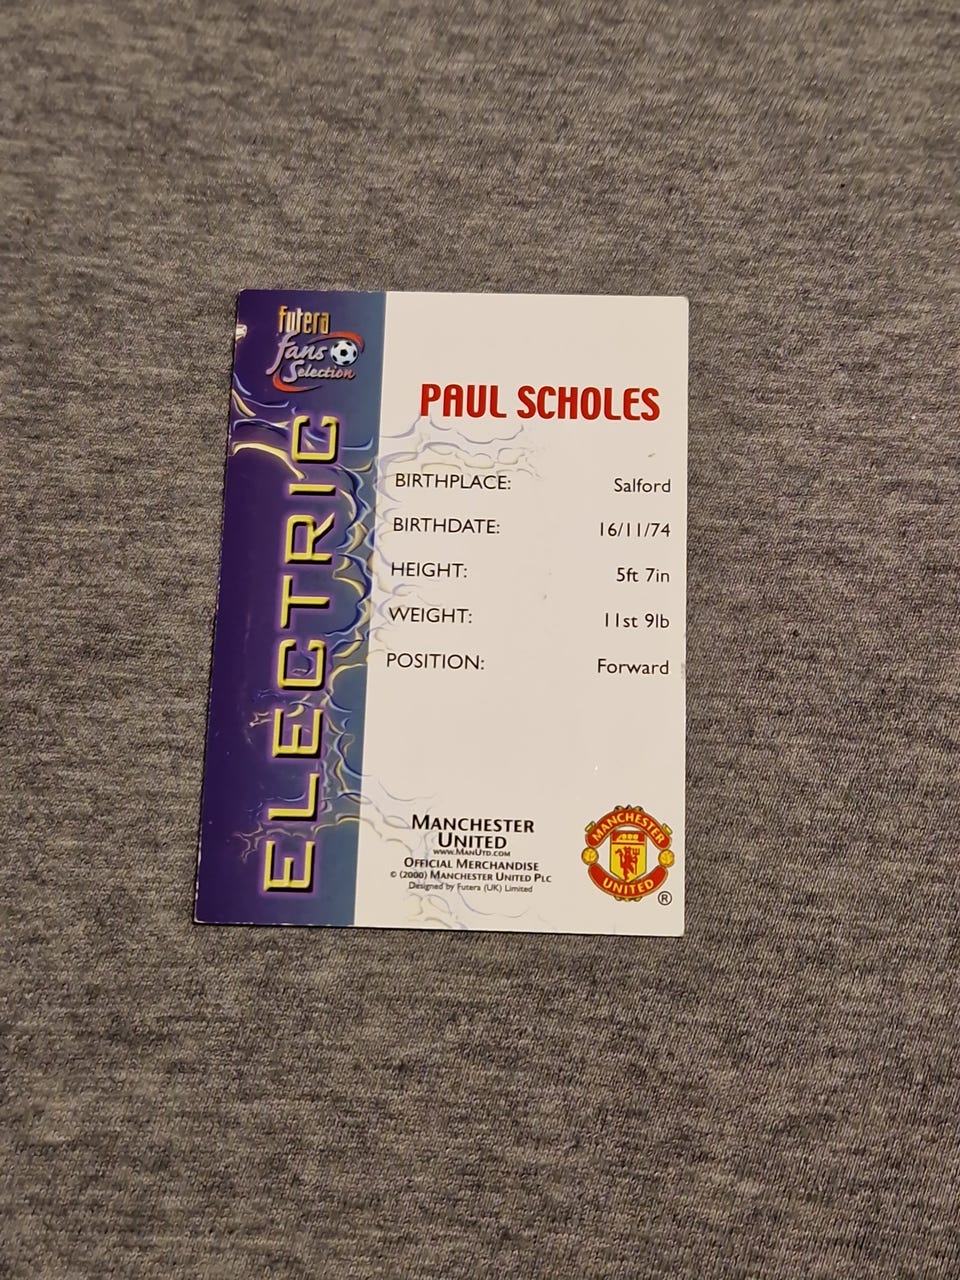 futera
fans
Selection
ELECTRIC
PAUL SCHOLES
BIRTHPLACE: Salford
BIRTHDATE: 16/11/74
HEIGHT: 5ft 7in
WEIGHT: 11st 9lb
POSITION: Forward
MANCHESTER
UNITED
WWW.MANUTD.COM
OFFICIAL MERCHANDISE
© (2000) MANCHESTER UNITED PLC
Designed by Futera (UK) Limited
MANCHESTER
UNITED
®